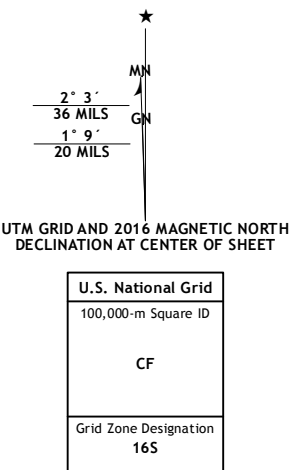 MN
2° 3´
36 MILS
GN
1° 9´
20 MILS
UTM GRID AND 2016 MAGNETIC NORTH
DECLINATION AT CENTER OF SHEET
U.S. National Grid
100,000-m Square ID
CF
Grid Zone Designation
16S